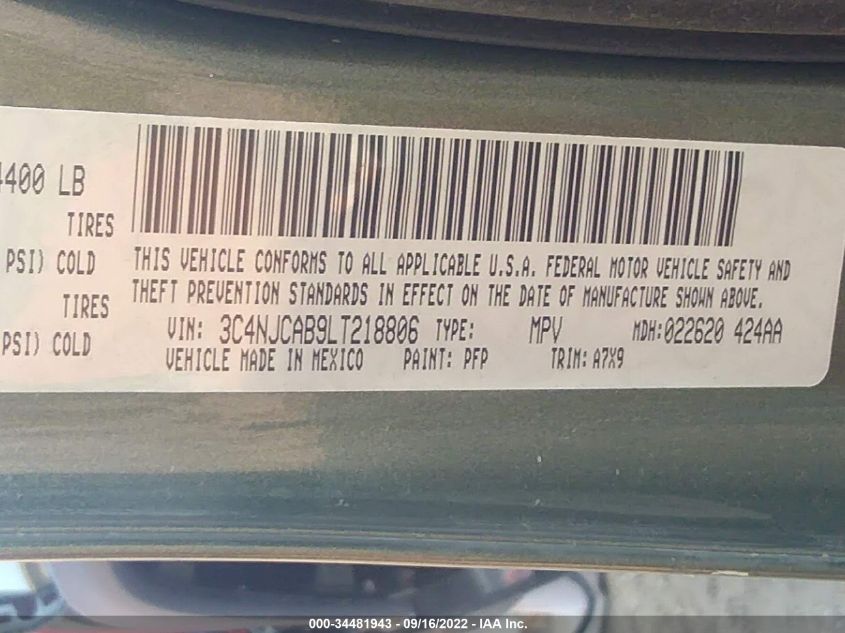 4400 LB
TIRES
PSI) COLD
TIRES
PSI) COLD
THIS VEHICLE CONFORMS TO ALL APPLICABLE U.S.A. FEDERAL MOTOR VEHICLE SAFETY AND
THEFT PREVENTION STANDARDS IN EFFECT ON THE DATE OF MANUFACTURE SHOWN ABOVE.
VIN: 3C4NJCAB9LT218806 TYPE: MPV MDH:022620 424AA
VEHICLE MADE IN MEXICO PAINT: PFP TRIM: A7X9
000-34481943 - 09/16/2022 - IAA Inc.